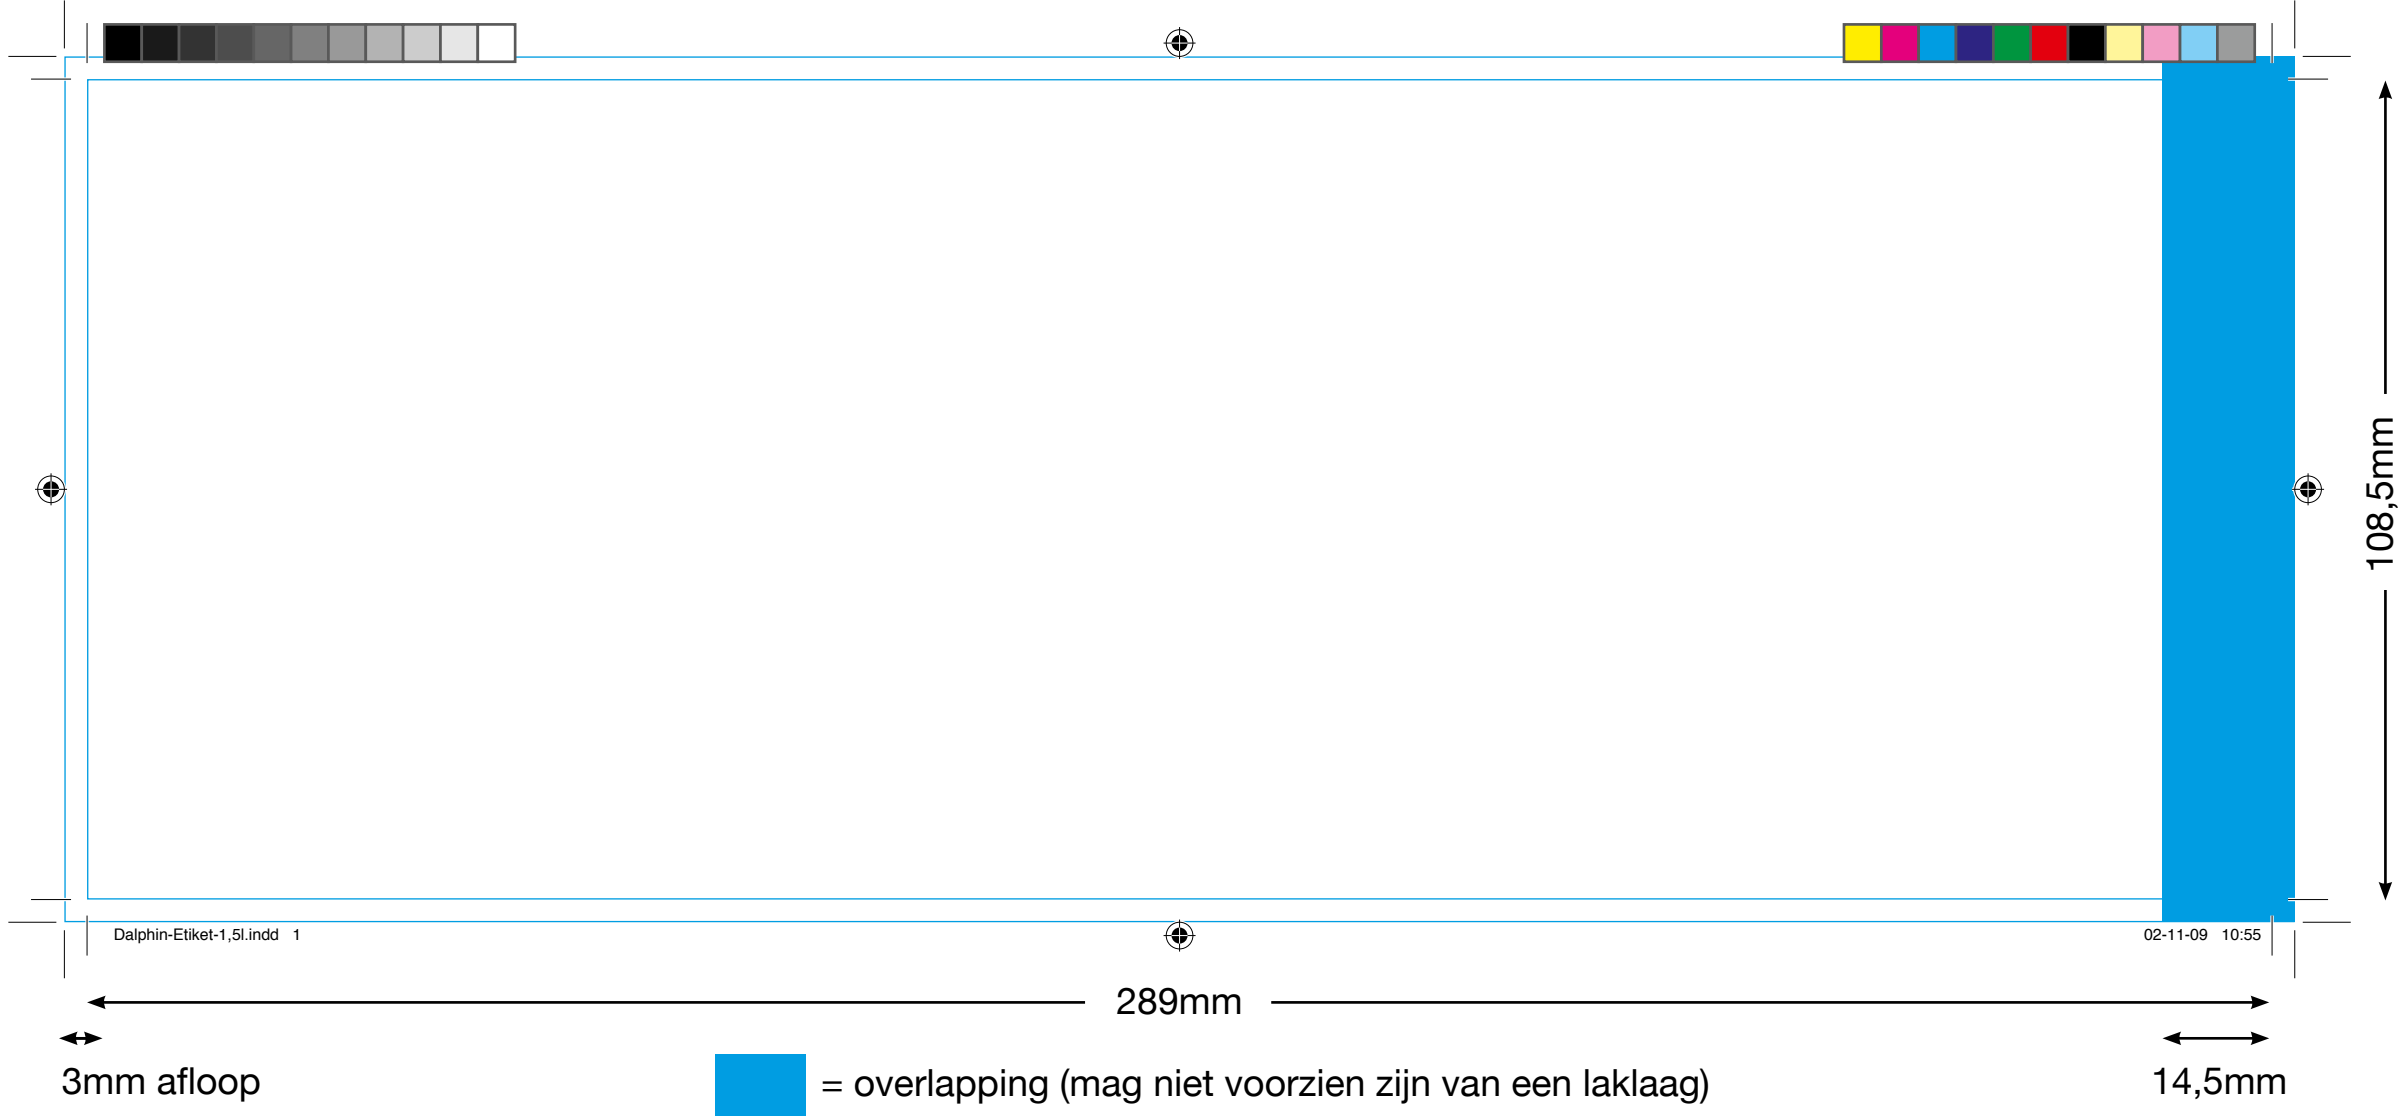 108,5mm
Dalphin-Etiket-1,5l.indd 1
02-11-09 10:55
289mm
3mm afloop
= overlapping (mag niet voorzien zijn van een laklaag)
14,5mm